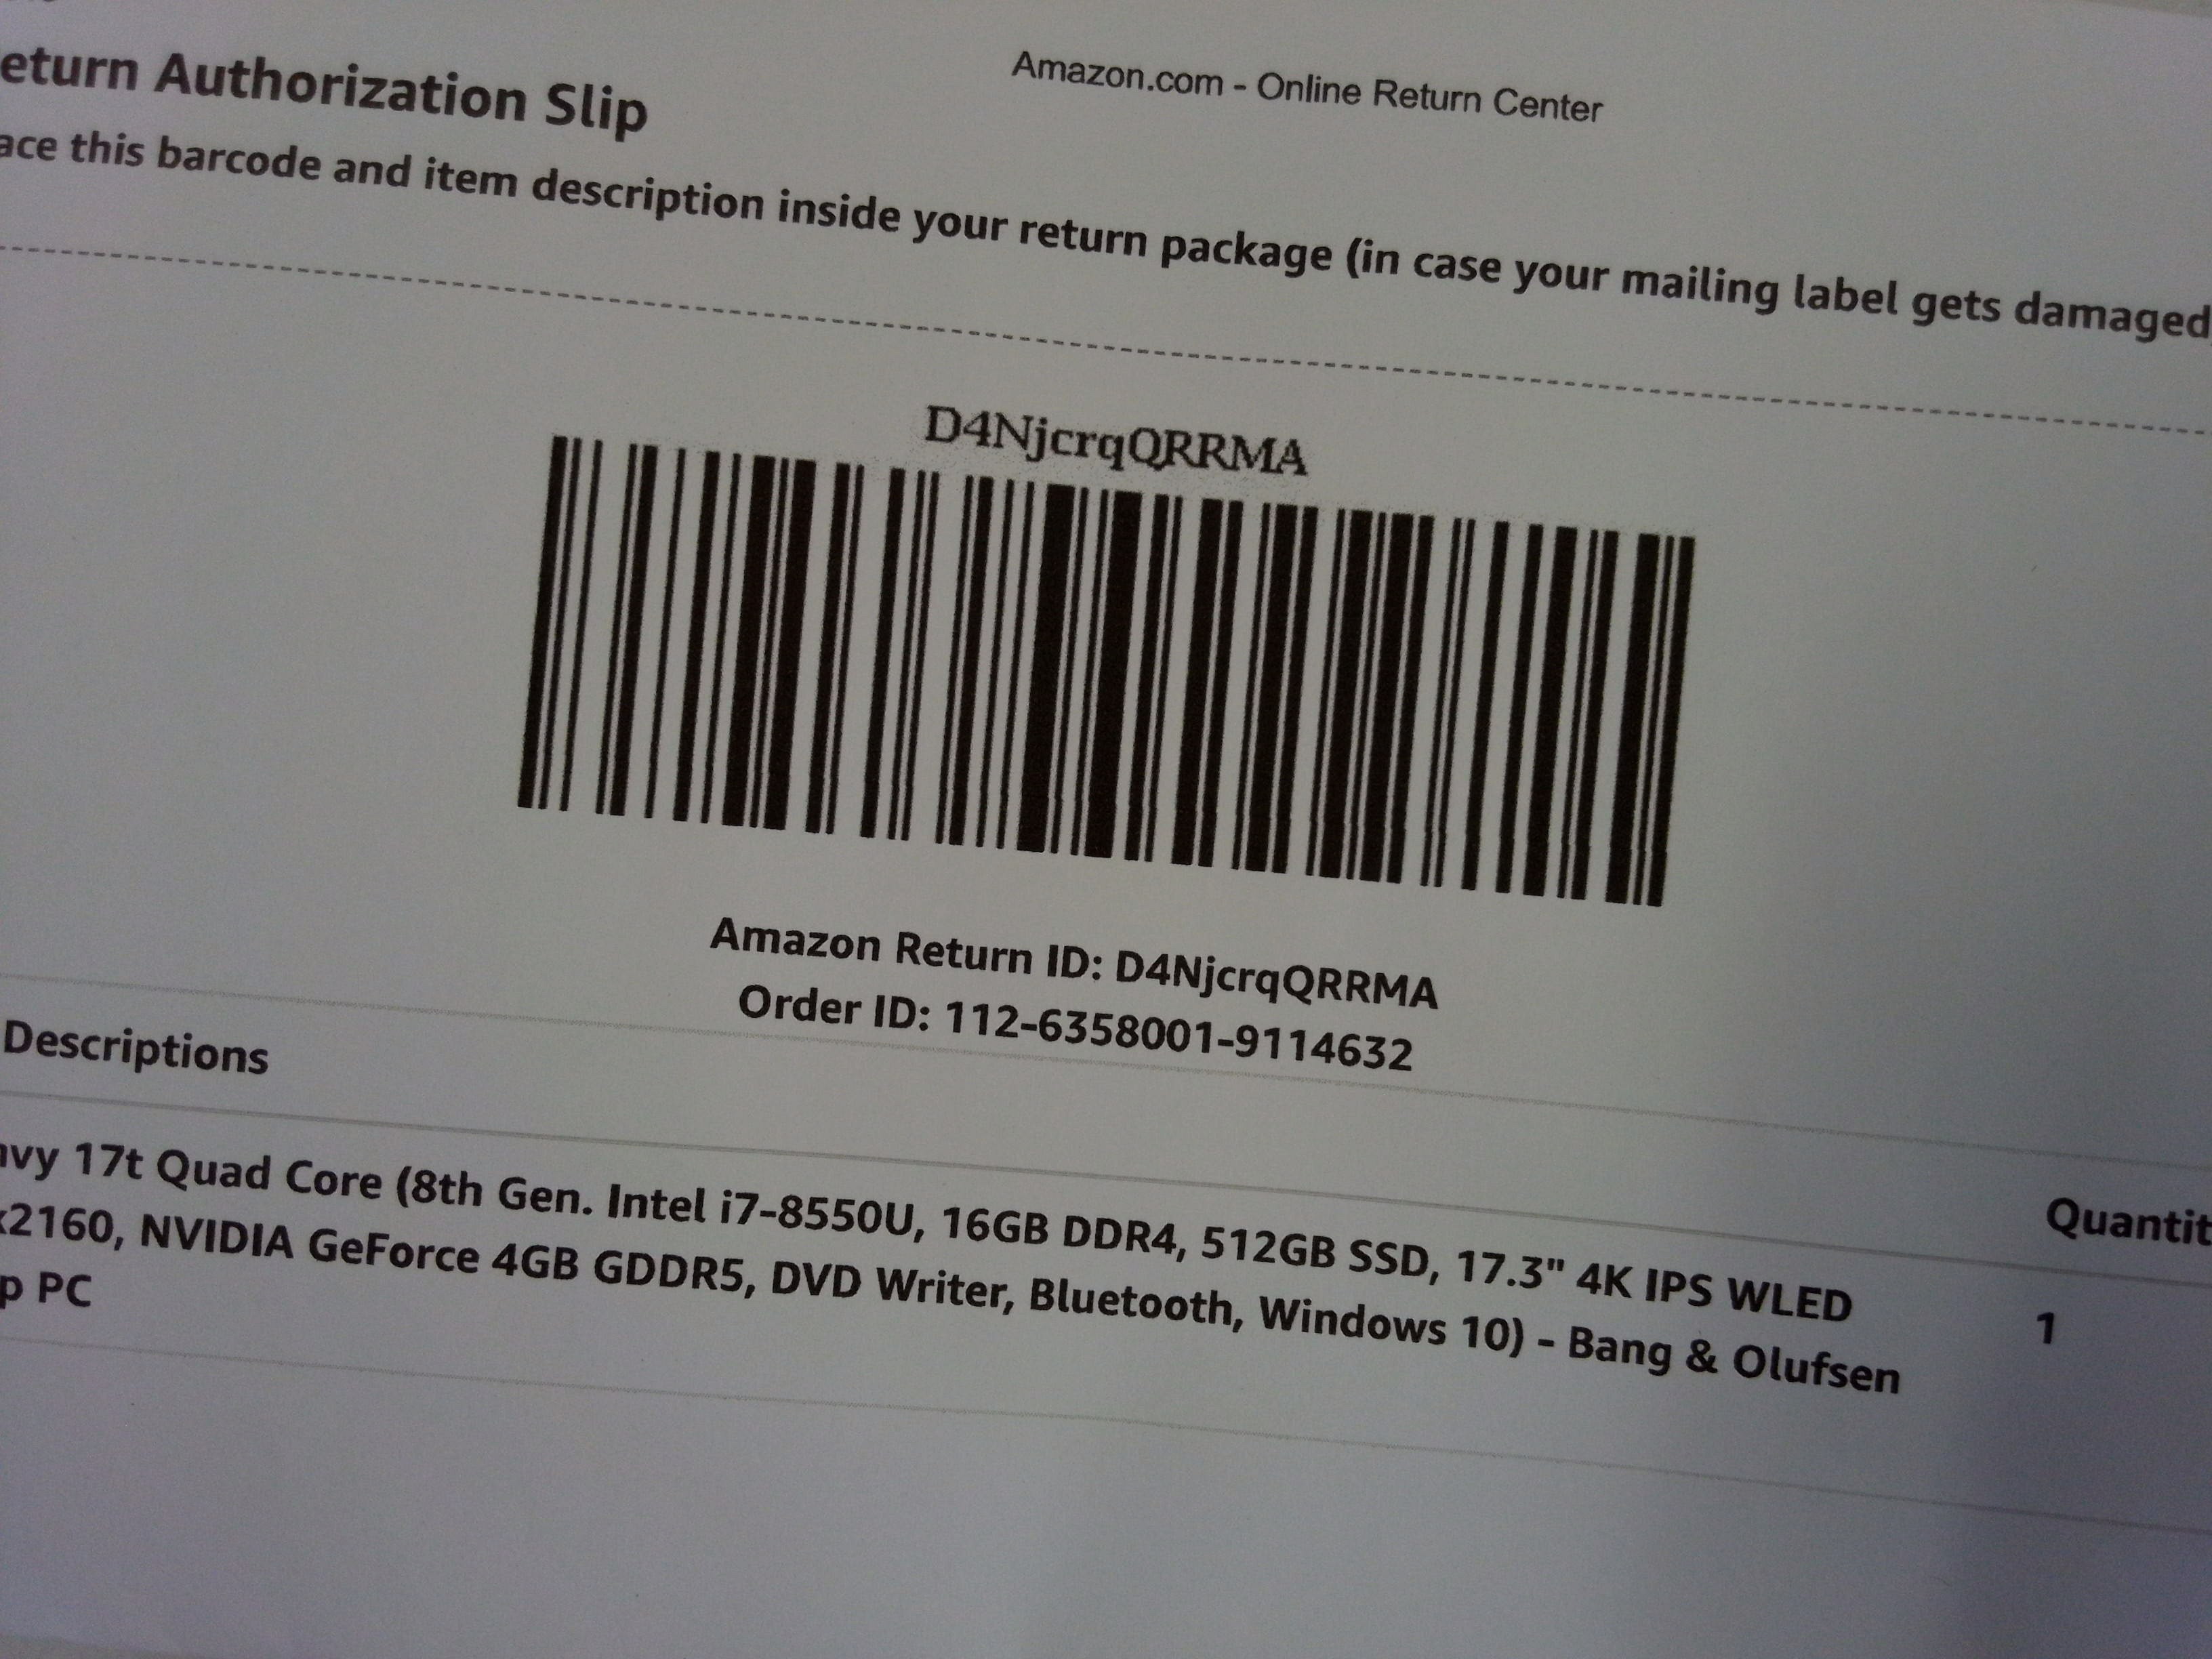 Amazon.com - Online Return Center
eturn Authorization Slip
ace this barcode and item description inside your return package (in case your mailing label gets damaged
D4NjcrqQRRMA
Amazon Return ID: D4NjcrqQRRMA
Order ID: 112-6358001-9114632
Descriptions
Quantit
nvy 17t Quad Core (8th Gen. Intel i7-8550U, 16GB DDR4, 512GB SSD, 17.3" 4K IPS WLED
x2160, NVIDIA GeForce 4GB GDDR5, DVD Writer, Bluetooth, Windows 10) - Bang & Olufsen
p PC
1